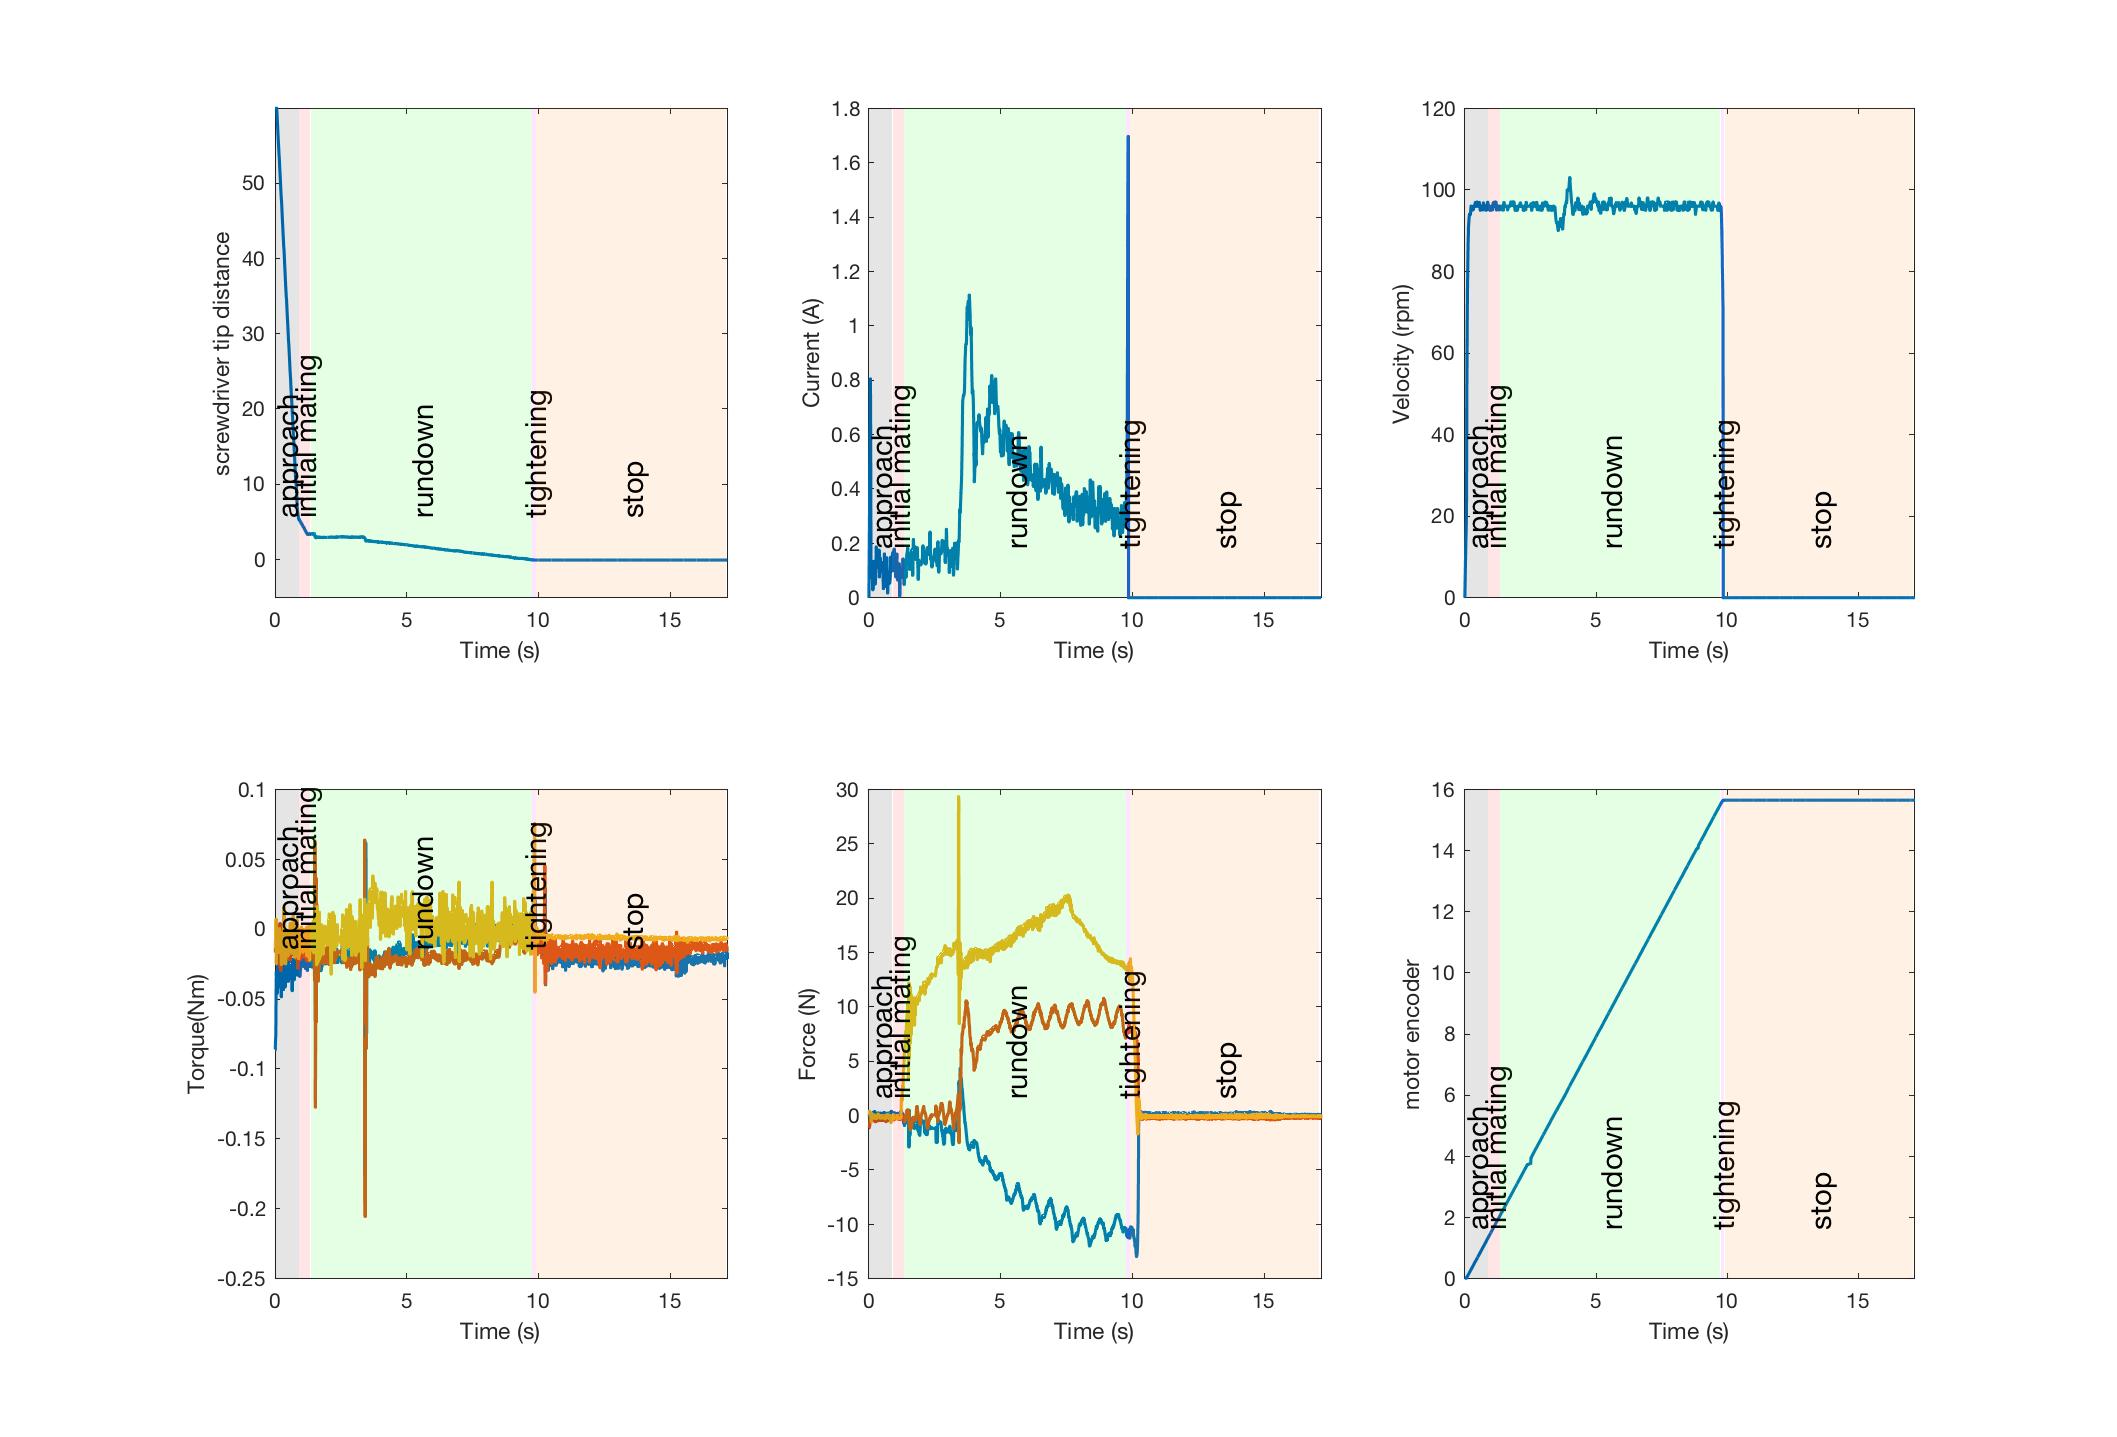 50
40
30
20
10
0
screwdriver tip distance
approach
initial mating
rundown
tightening
stop
0 5 10 15
Time (s)
1.8
1.6
1.4
1.2
1
0.8
0.6
0.4
0.2
0
Current (A)
approach
initial mating
rundown
tightening
stop
0 5 10 15
Time (s)
120
100
80
60
40
20
0
Velocity (rpm)
approach
initial mating
rundown
tightening
stop
0 5 10 15
Time (s)
0.1
0.05
0
-0.05
-0.1
-0.15
-0.2
-0.25
Torque(Nm)
approach
initial mating
rundown
tightening
stop
0 5 10 15
Time (s)
30
25
20
15
10
5
0
-5
-10
-15
Force (N)
approach
initial mating
rundown
tightening
stop
0 5 10 15
Time (s)
16
14
12
10
8
6
4
2
0
motor encoder
approach
initial mating
rundown
tightening
stop
0 5 10 15
Time (s)